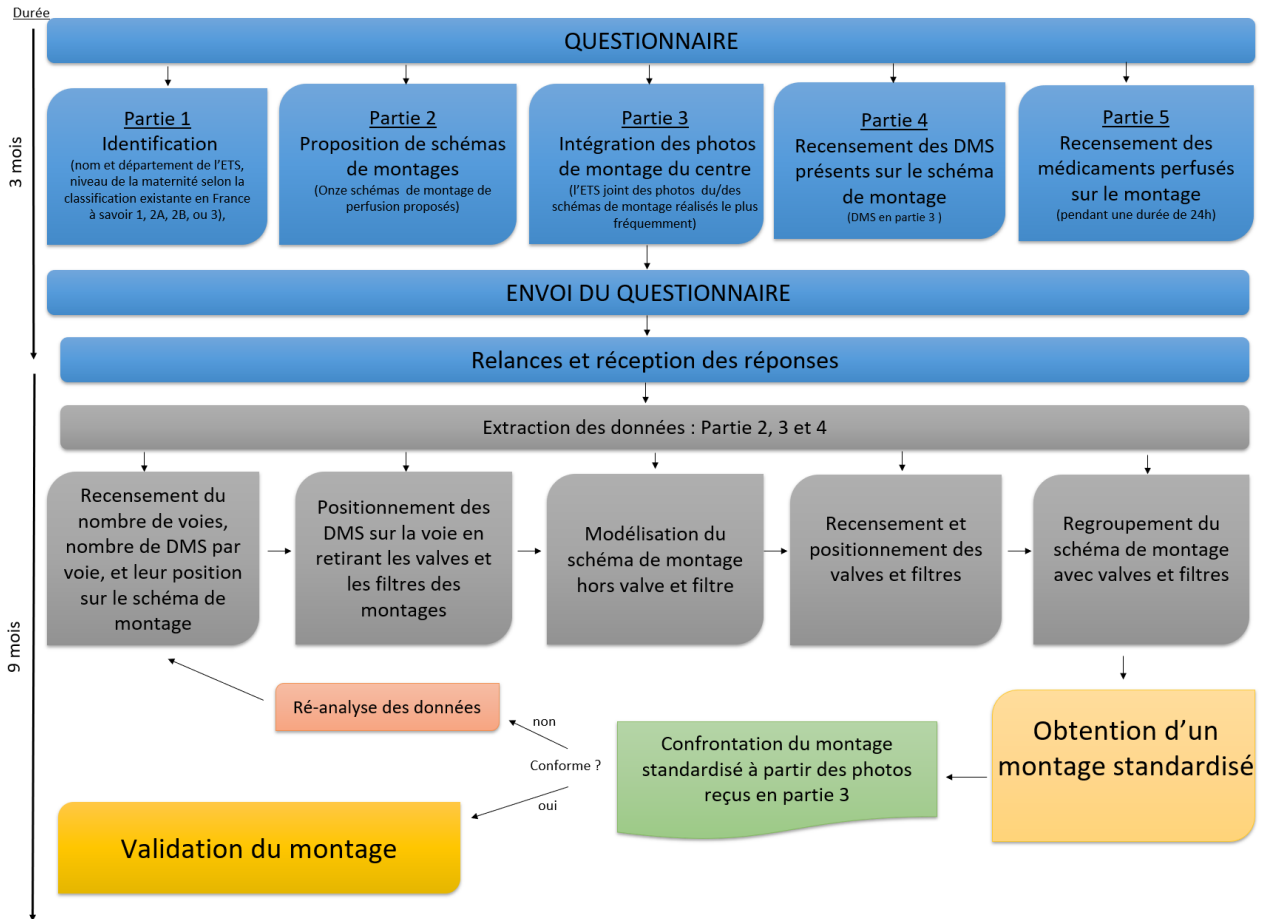 Durée
QUESTIONNAIRE
Partie 1
Identification
(nom et département de l'ETS,
niveau de la maternité selon la
classification existante en France
à savoir 1, 2A, 2B, ou 3),
Partie 2
Proposition de schémas
de montages
(Onze schémas de montage de
perfusion proposés)
Partie 3
Intégration des photos
de montage du centre
(l'ETS joint des photos du/des
schémas de montage réalisés le plus
fréquemment)
Partie 4
Recensement des DMS
présents sur le schéma
de montage
(DMS en partie 3 )
Partie 5
Recensement des
médicaments perfusés
sur le montage
(pendant une durée de 24h)
3 mois
ENVOI DU QUESTIONNAIRE
Relances et réception des réponses
Extraction des données : Partie 2, 3 et 4
Recensement du
nombre de voies,
nombre de DMS par
voie, et leur position
sur le schéma de
montage
Positionnement des
DMS sur la voie en
retirant les valves et
les filtres des
montages
Modélisation du
schéma de montage
hors valve et filtre
Recensement et
positionnement des
valves et filtres
Regroupement du
schéma de montage
avec valves et filtres
9 mois
Ré-analyse des données
non
Conforme ?
oui
Confrontation du montage
standardisé à partir des photos
reçus en partie 3
Obtention d'un
montage standardisé
Validation du montage